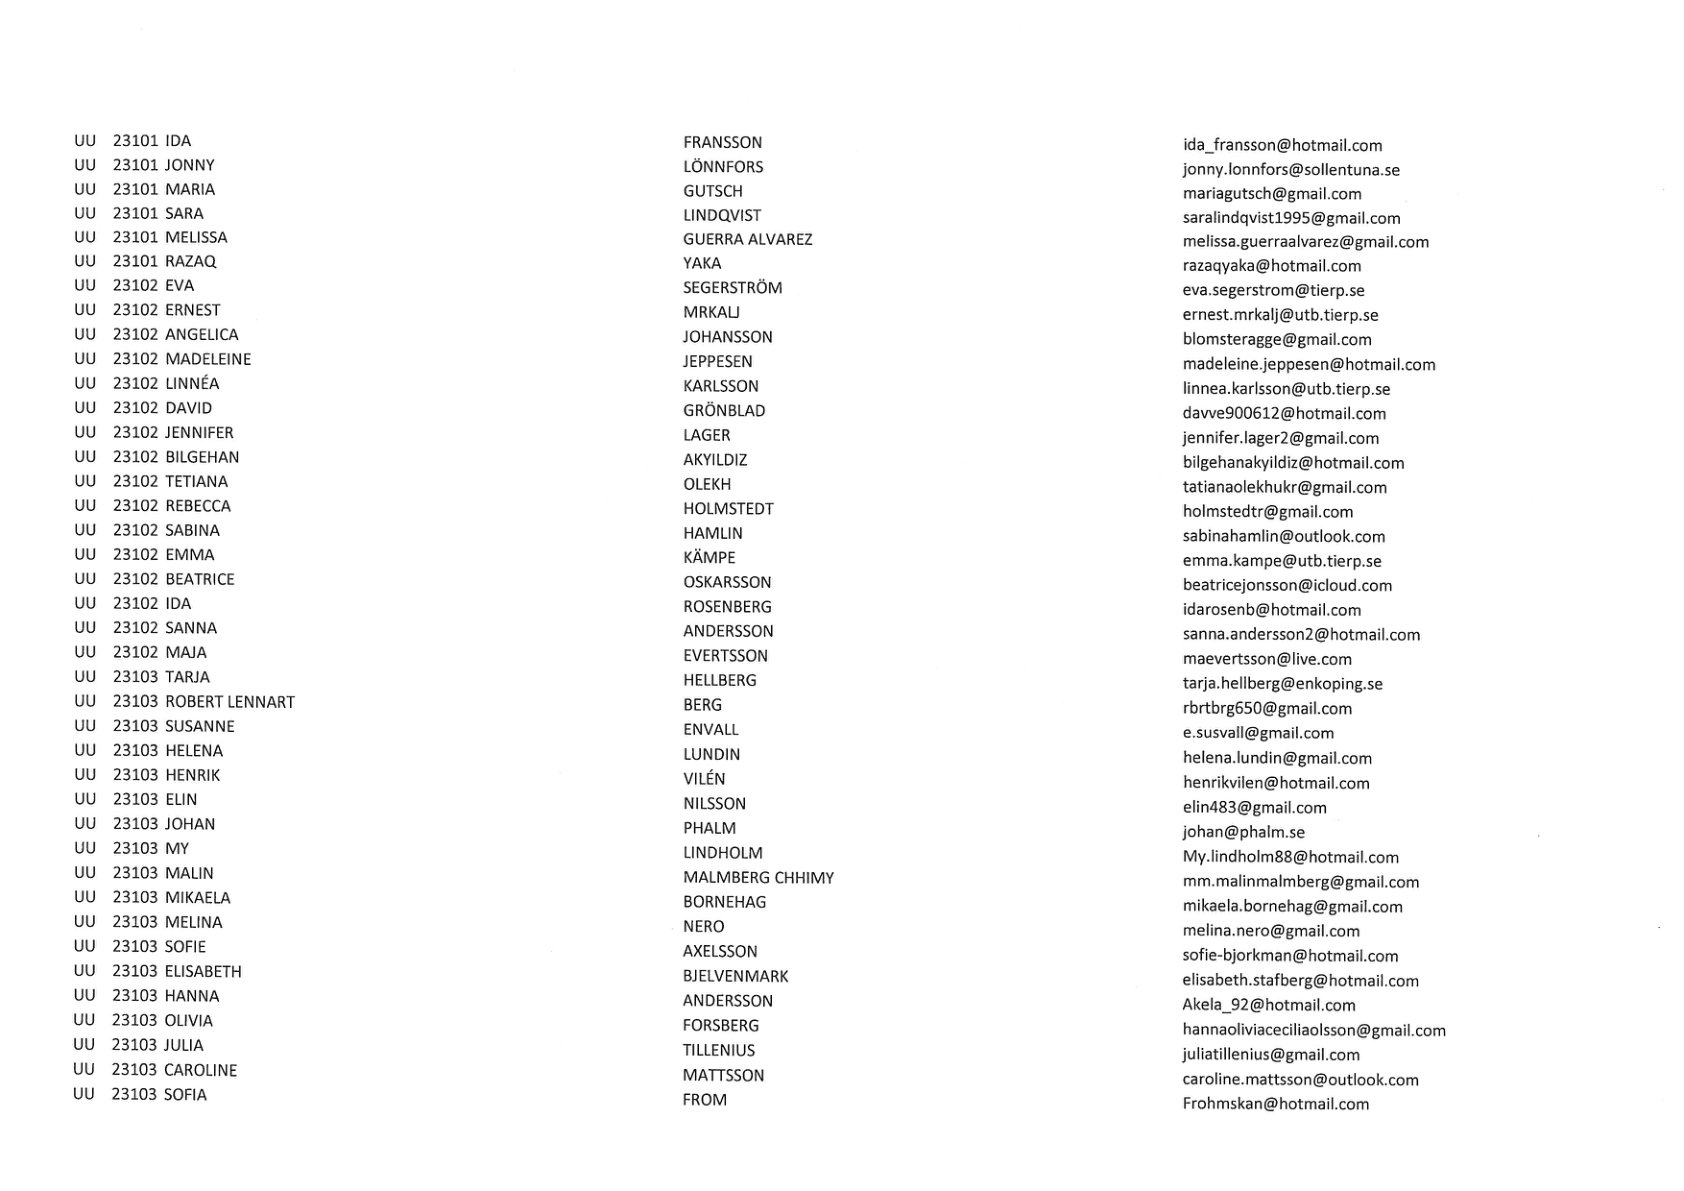 UU 23101 IDA FRANSSON ida_fransson@hotmail.com
UU 23101 JONNY LÖNNFORS jonny.lonnfors@sollentuna.se
UU 23101 MARIA GUTSCH mariagutsch@gmail.com
UU 23101 SARA LINDQVIST saralindqvist1995@gmail.com
UU 23101 MELISSA GUERRA ALVAREZ melissa.guerraalvarez@gmail.com
UU 23101 RAZAQ YAKA razaqyaka@hotmail.com
UU 23102 EVA SEGERSTRÖM eva.segerstrom@tierp.se
UU 23102 ERNEST MRKALJ ernest.mrkalj@utb.tierp.se
UU 23102 ANGELICA JOHANSSON blomsteragge@gmail.com
UU 23102 MADELEINE JEPPESEN madeleine.jeppesen@hotmail.com
UU 23102 LINNÉA KARLSSON linnea.karlsson@utb.tierp.se
UU 23102 DAVID GRÖNBLAD davve900612@hotmail.com
UU 23102 JENNIFER LAGER jennifer.lager2@gmail.com
UU 23102 BILGEHAN AKYILDIZ bilgehanakyildiz@hotmail.com
UU 23102 TETIANA OLEKH tatianaolekhukr@gmail.com
UU 23102 REBECCA HOLMSTEDT holmstedtr@gmail.com
UU 23102 SABINA HAMLIN sabinahamlin@outlook.com
UU 23102 EMMA KÄMPE emma.kampe@utb.tierp.se
UU 23102 BEATRICE OSKARSSON beatricejonsson@icloud.com
UU 23102 IDA ROSENBERG idarosenb@hotmail.com
UU 23102 SANNA ANDERSSON sanna.andersson2@hotmail.com
UU 23102 MAJA EVERTSSON maevertsson@live.com
UU 23103 TARJA HELLBERG tarja.hellberg@enkoping.se
UU 23103 ROBERT LENNART BERG rbrtbrg650@gmail.com
UU 23103 SUSANNE ENVALL e.susvall@gmail.com
UU 23103 HELENA LUNDIN helena.lundin@gmail.com
UU 23103 HENRIK VILÉN henrikvilen@hotmail.com
UU 23103 ELIN NILSSON elin483@gmail.com
UU 23103 JOHAN PHALM johan@phalm.se
UU 23103 MY LINDHOLM My.lindholm88@hotmail.com
UU 23103 MALIN MALMBERG CHHIMY mm.malinmalmberg@gmail.com
UU 23103 MIKAELA BORNEHAG mikaela.bornehag@gmail.com
UU 23103 MELINA NERO melina.nero@gmail.com
UU 23103 SOFIE AXELSSON sofie-bjorkman@hotmail.com
UU 23103 ELISABETH BJELVENMARK elisabeth.stafberg@hotmail.com
UU 23103 HANNA ANDERSSON Akela_92@hotmail.com
UU 23103 OLIVIA FORSBERG hannaoliviaceciliaolsson@gmail.com
UU 23103 JULIA TILLENIUS juliatillenius@gmail.com
UU 23103 CAROLINE MATTSSON caroline.mattsson@outlook.com
UU 23103 SOFIA FROM Frohmskan@hotmail.com